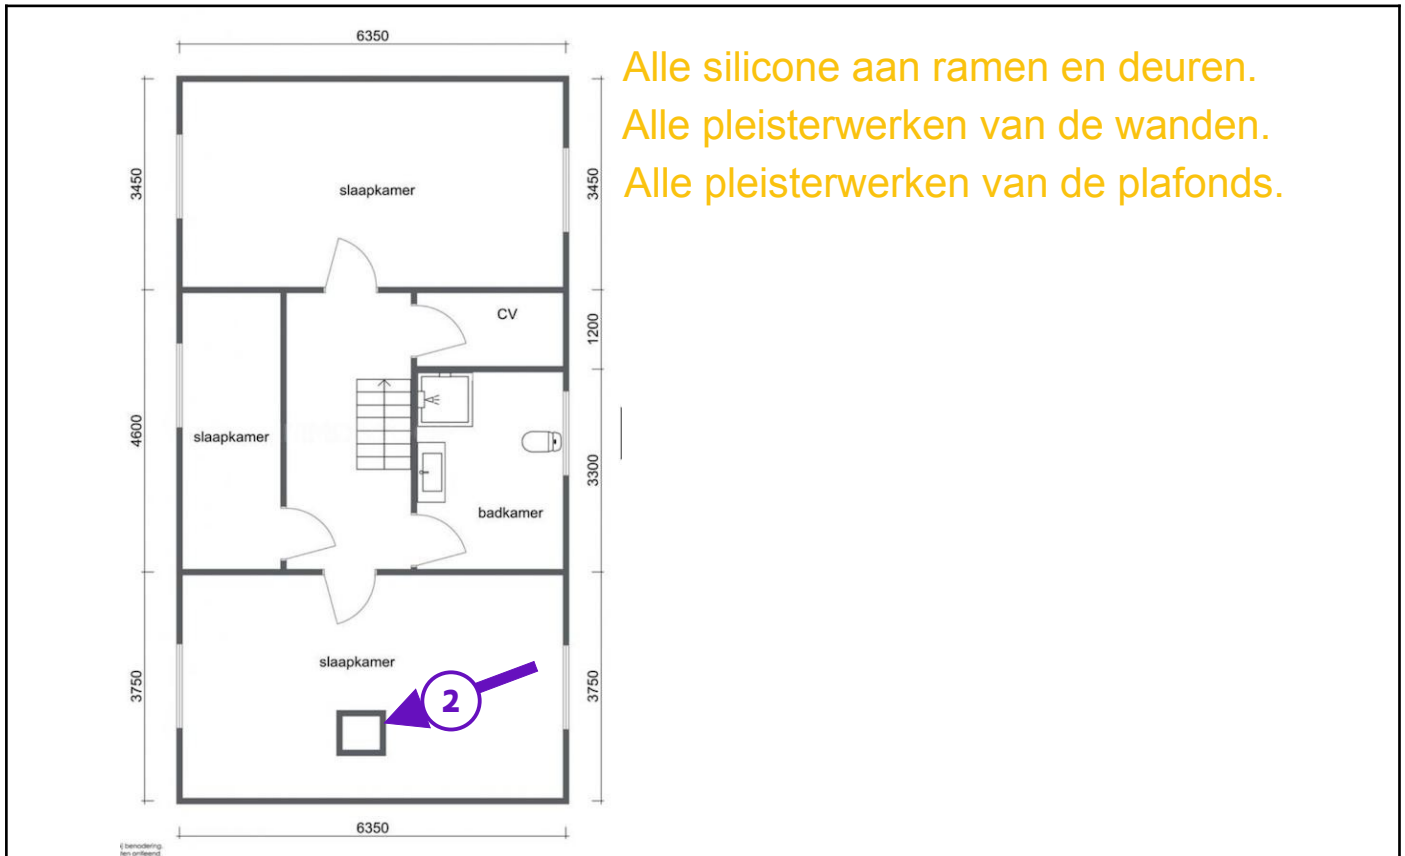 6350
Alle silicone aan ramen en deuren.
Alle pleisterwerken van de wanden.
Alle pleisterwerken van de plafonds.
3450
slaapkamer
3450
CV
1200
4600
slaapkamer
3300
badkamer
3750
slaapkamer
2
3750
6350
benadering.